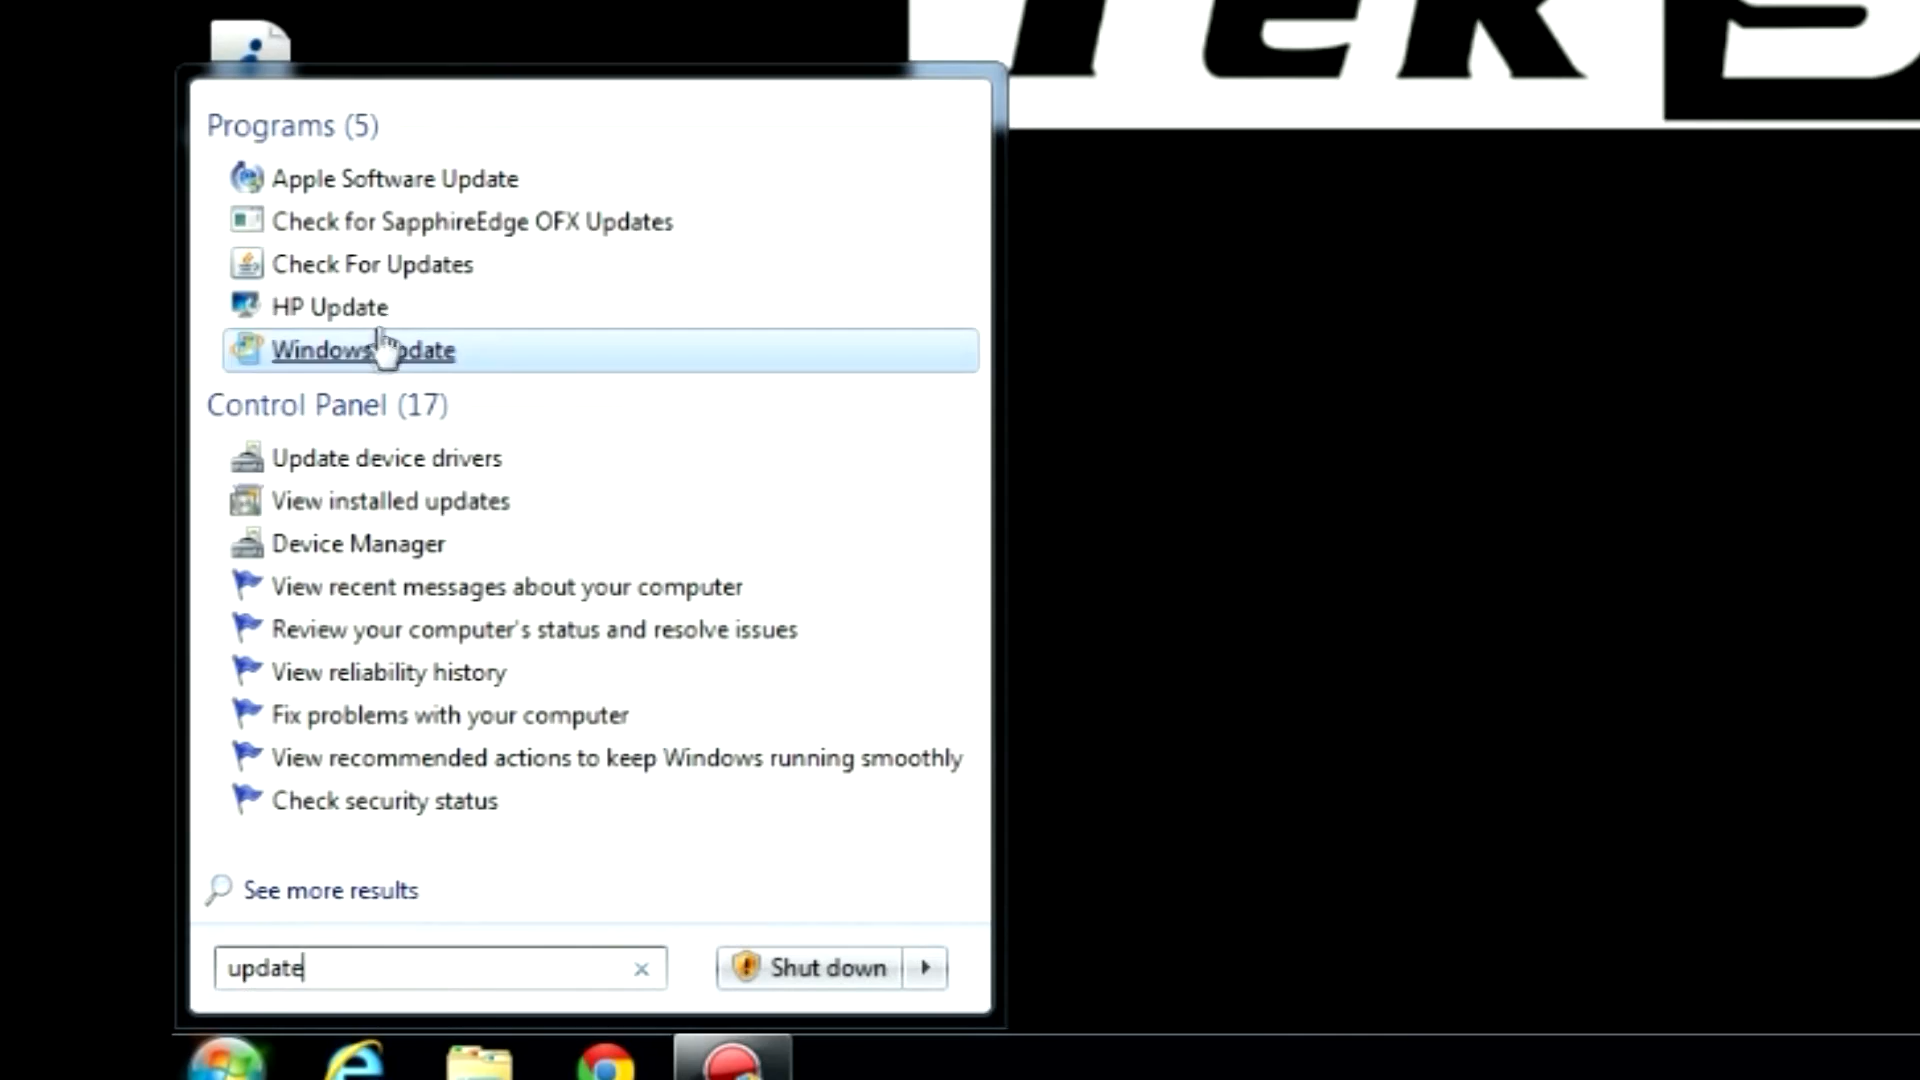 Tek S
Programs (5)
Apple Software Update
Check for SapphireEdge OFX Updates
Check For Updates
HP Update
Windows Update
Control Panel (17)
Update device drivers
View installed updates
Device Manager
View recent messages about your computer
Review your computer's status and resolve issues
View reliability history
Fix problems with your computer
View recommended actions to keep Windows running smoothly
Check security status
See more results
update
Shut down